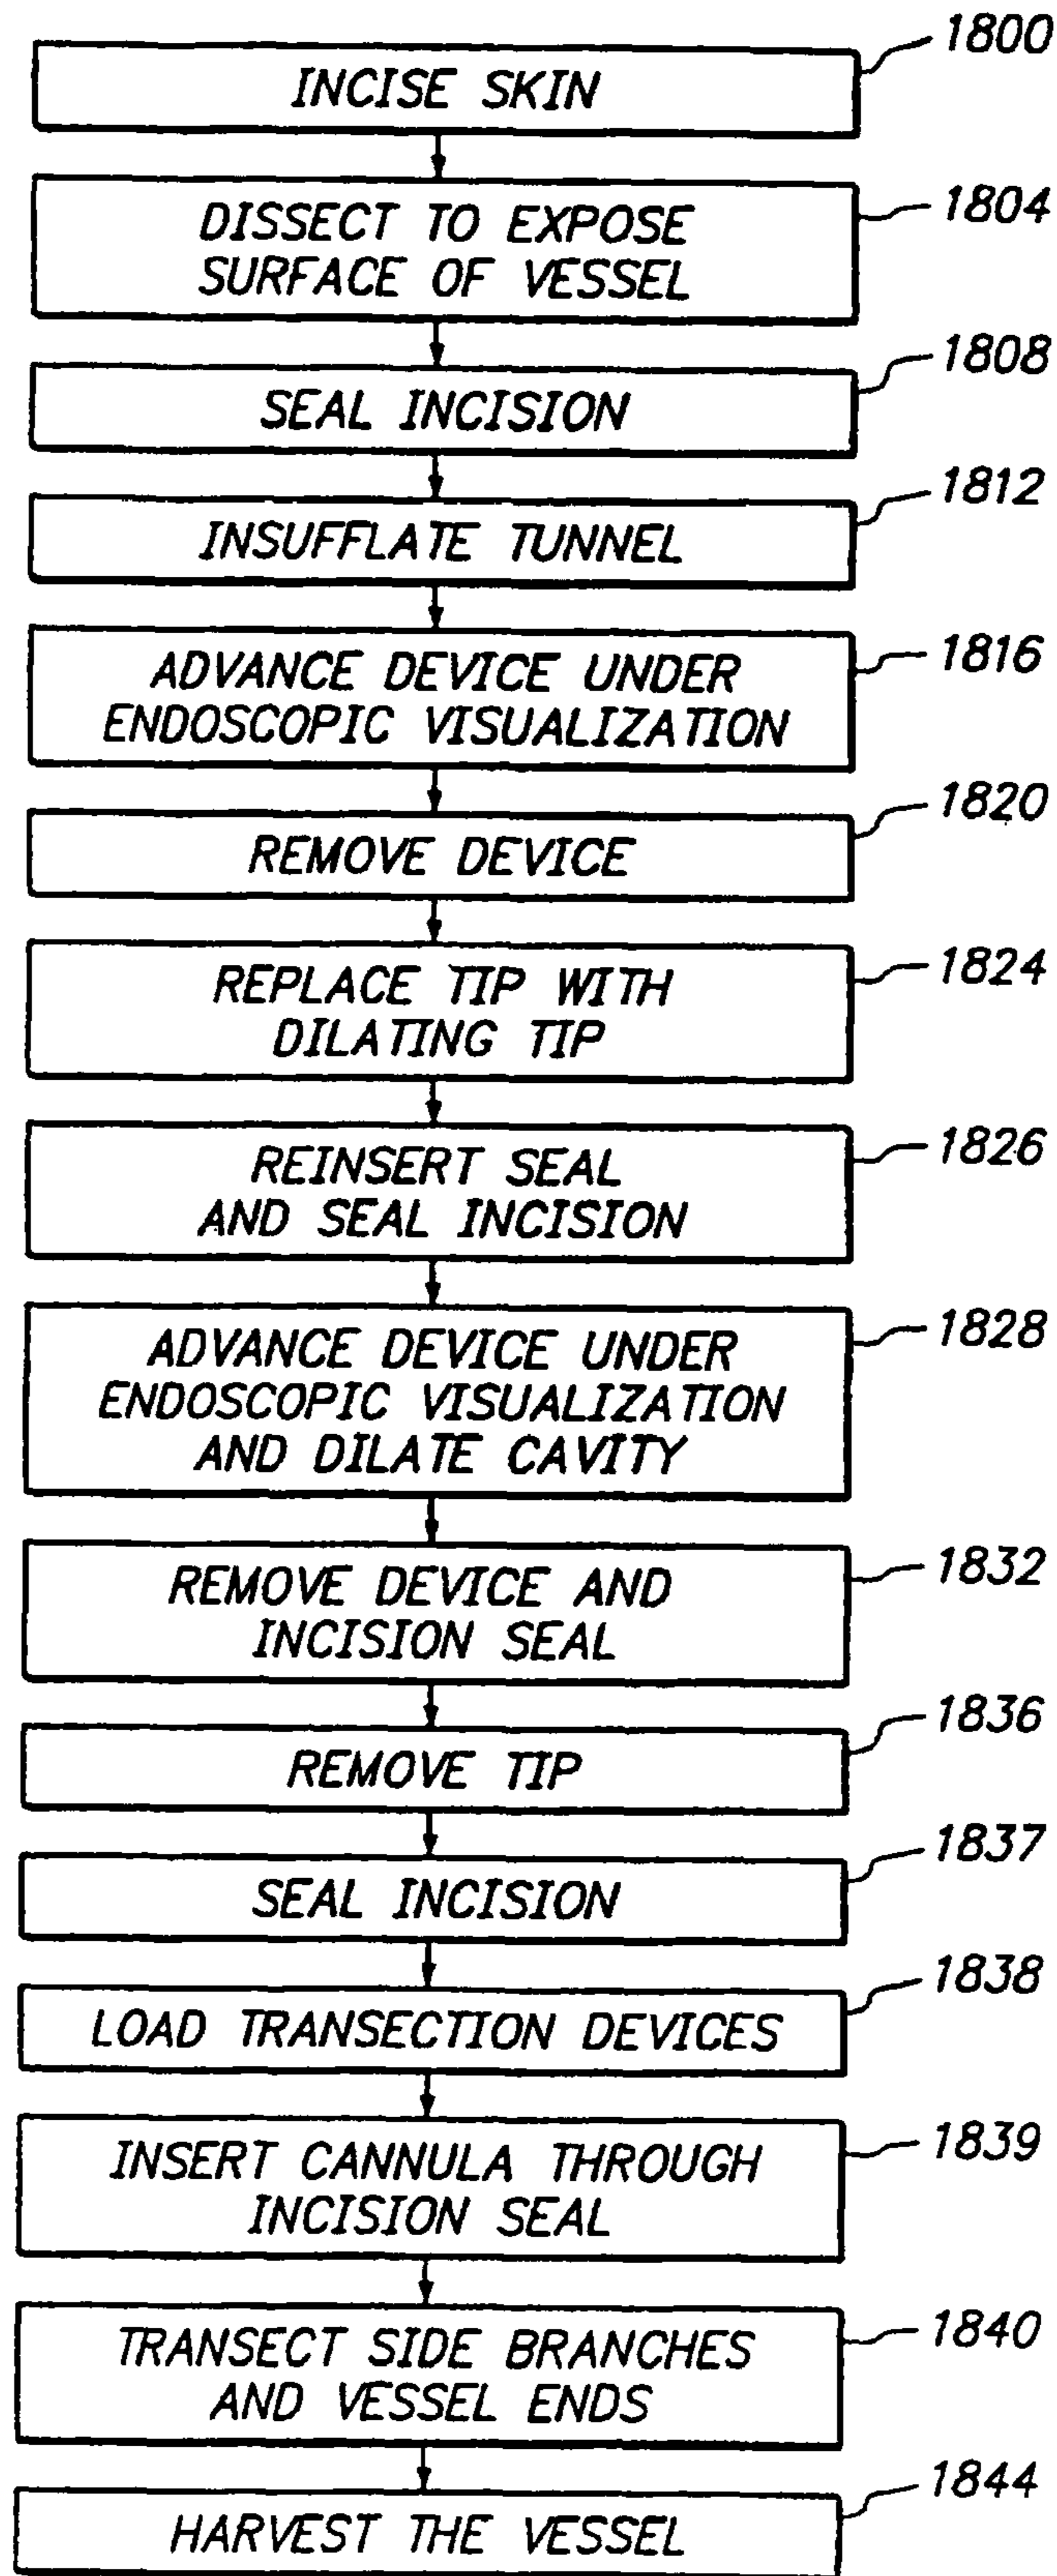 1800
INCISE SKIN
1804
DISSECT TO EXPOSE
SURFACE OF VESSEL
1808
SEAL INCISION
1812
INSUFFLATE TUNNEL
1816
ADVANCE DEVICE UNDER
ENDOSCOPIC VISUALIZATION
1820
REMOVE DEVICE
1824
REPLACE TIP WITH
DILATING TIP
1826
REINSERT SEAL
AND SEAL INCISION
1828
ADVANCE DEVICE UNDER
ENDOSCOPIC VISUALIZATION
AND DILATE CAVITY
1832
REMOVE DEVICE AND
INCISION SEAL
1836
REMOVE TIP
1837
SEAL INCISION
1838
LOAD TRANSECTION DEVICES
1839
INSERT CANNULA THROUGH
INCISION SEAL
1840
TRANSECT SIDE BRANCHES
AND VESSEL ENDS
1844
HARVEST THE VESSEL